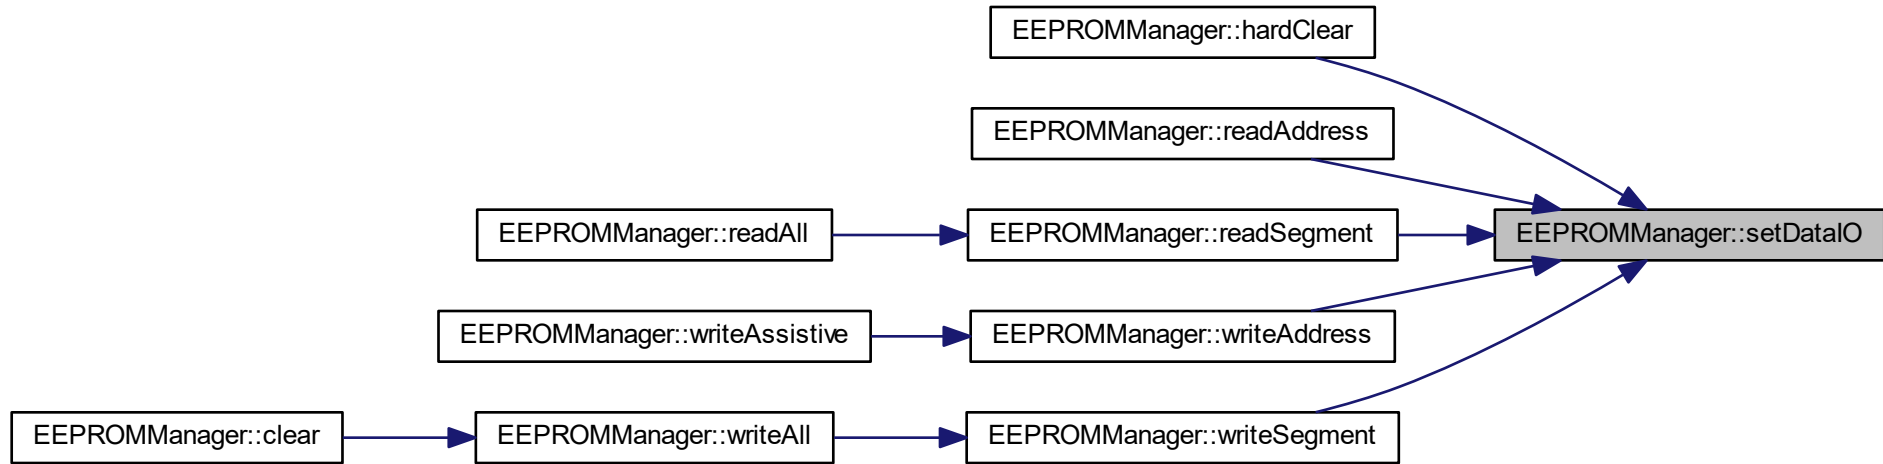 EEPROMManager::hardClear
EEPROMManager::readAddress
EEPROMManager::readAll
EEPROMManager::readSegment
EEPROMManager::setDataIO
EEPROMManager::writeAssistive
EEPROMManager::writeAddress
EEPROMManager::clear
EEPROMManager::writeAll
EEPROMManager::writeSegment